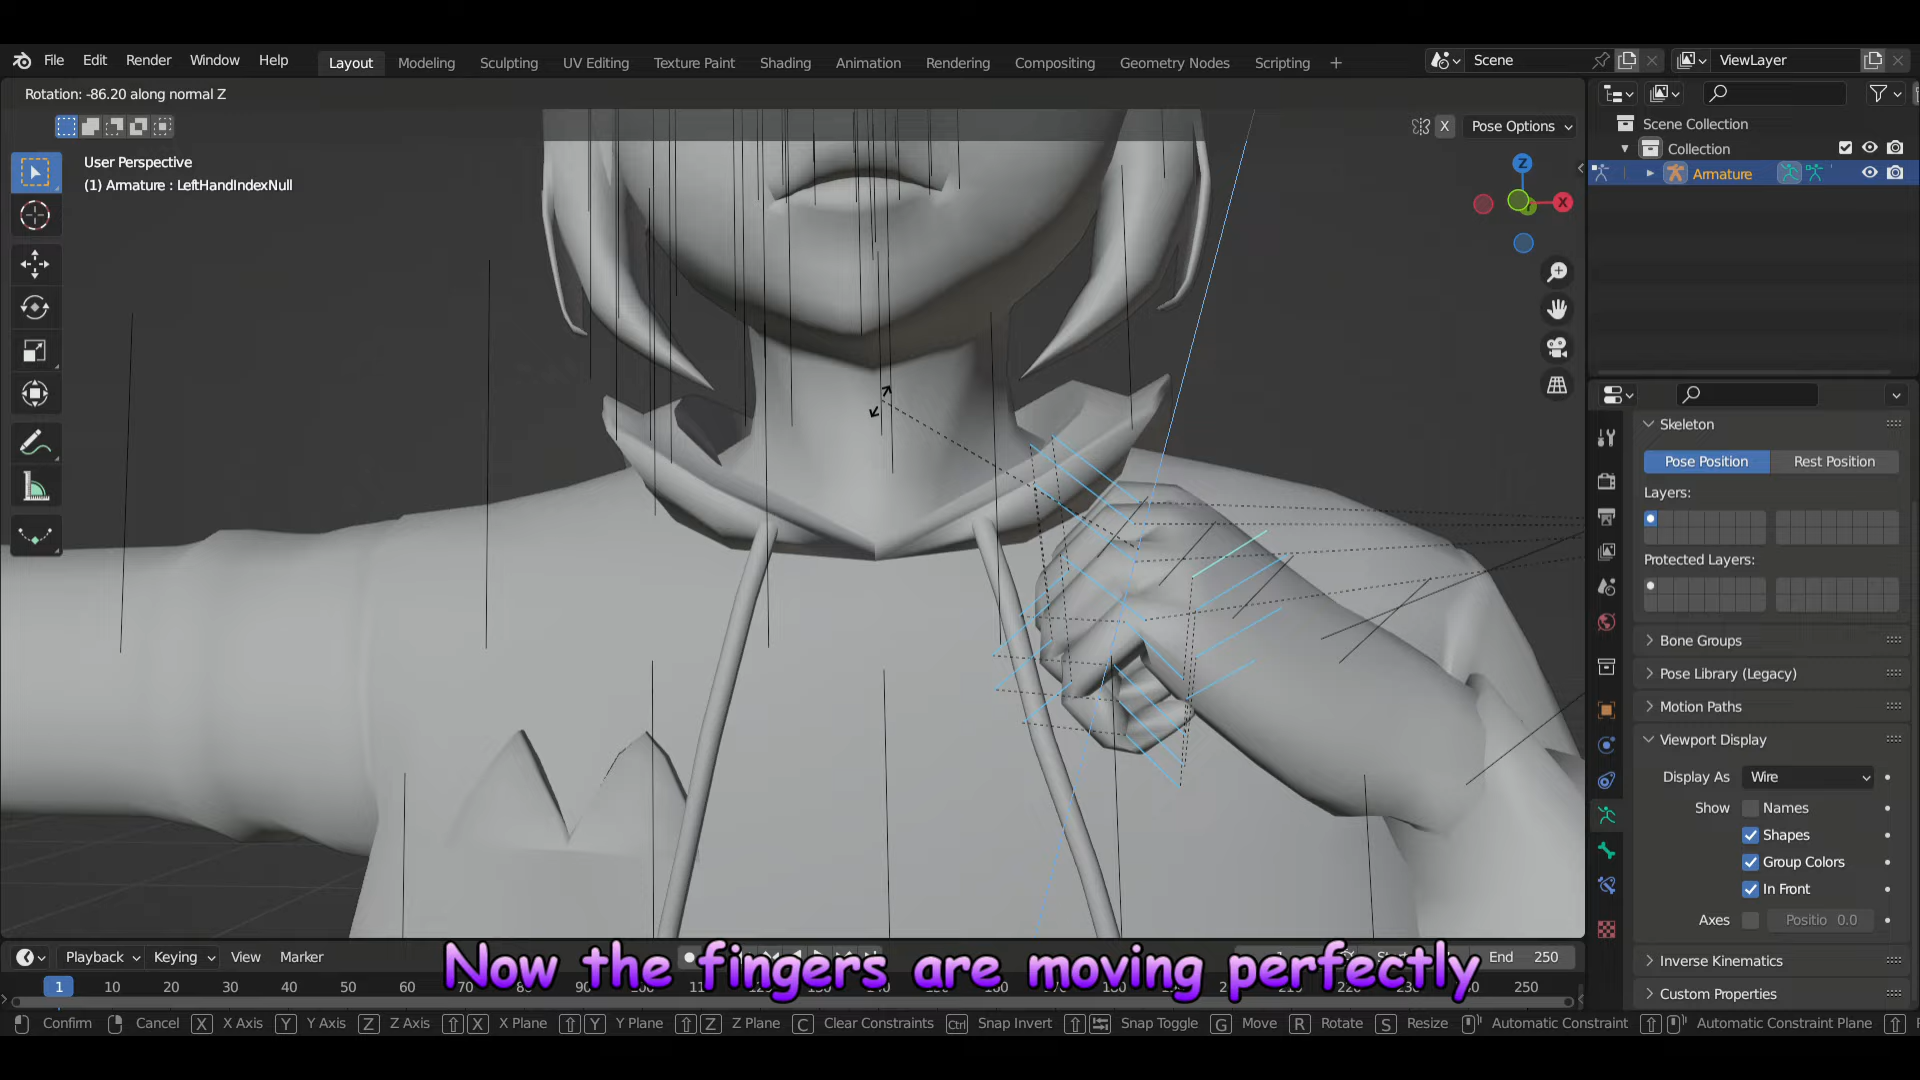 File Edit Render Window Help Layout Modeling Sculpting UV Editing Texture Paint Shading Animation Rendering Compositing Geometry Nodes Scripting + Scene ViewLayer
Rotation: -86.20 along normal Z
X Pose Options
User Perspective
(1) Armature : LeftHandIndexNull
Z
X
Scene Collection
Collection
Armature
Skeleton
Pose Position Rest Position
Layers:
Protected Layers:
Bone Groups
Pose Library (Legacy)
Motion Paths
Viewport Display
Display As Wire
Show Names
Shapes
Group Colors
In Front
Axes Positio 0.0
Inverse Kinematics
Custom Properties
Playback Keying View Marker End 250
Now the fingers are moving perfectly
1 10 20 30 40 50 60 70 80 250
Confirm Cancel X X Axis Y Y Axis Z Z Axis X X Plane Y Y Plane Z Z Plane C Clear Constraints Ctrl Snap Invert Snap Toggle G Move R Rotate S Resize Automatic Constraint Automatic Constraint Plane